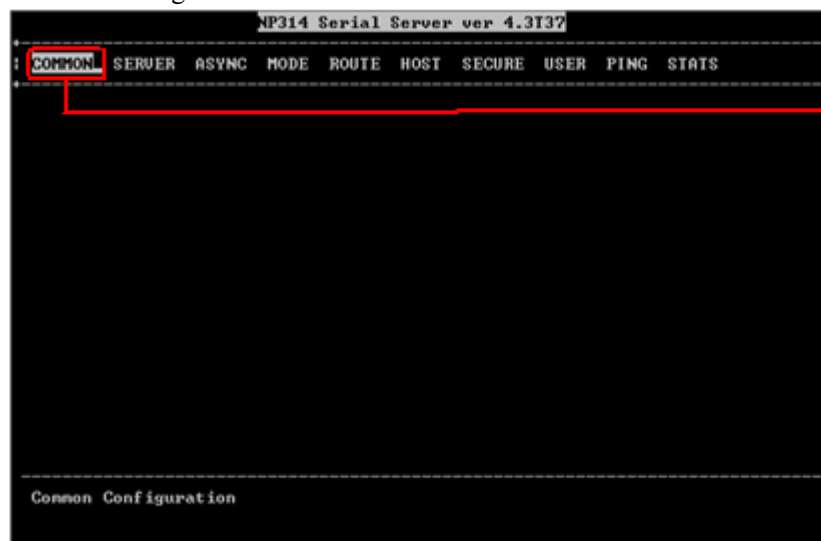 NP314 Serial Server ver 4.3T37
COMMON SERVER ASYNC MODE ROUTE HOST SECURE USER PING STATS
Common Configuration